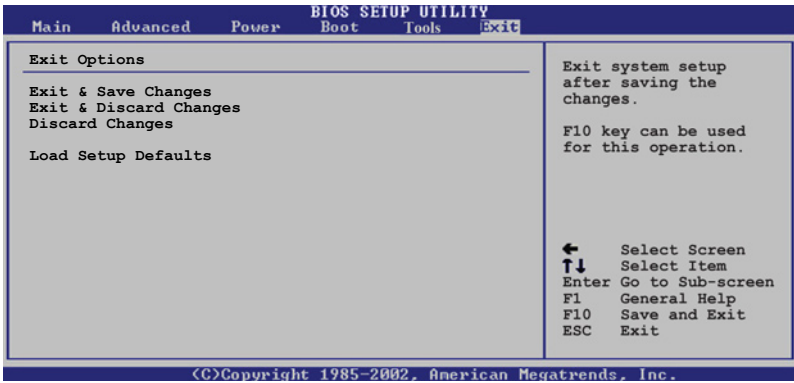 BIOS SETUP UTILITY
Main Advanced Power Boot Tools Exit
Exit Options
Exit & Save Changes
Exit & Discard Changes
Discard Changes
Load Setup Defaults
Exit system setup
after saving the
changes.
F10 key can be used
for this operation.
← Select Screen
↑↓ Select Item
Enter Go to Sub-screen
F1 General Help
F10 Save and Exit
ESC Exit
(C)Copyright 1985-2002, American Megatrends, Inc.